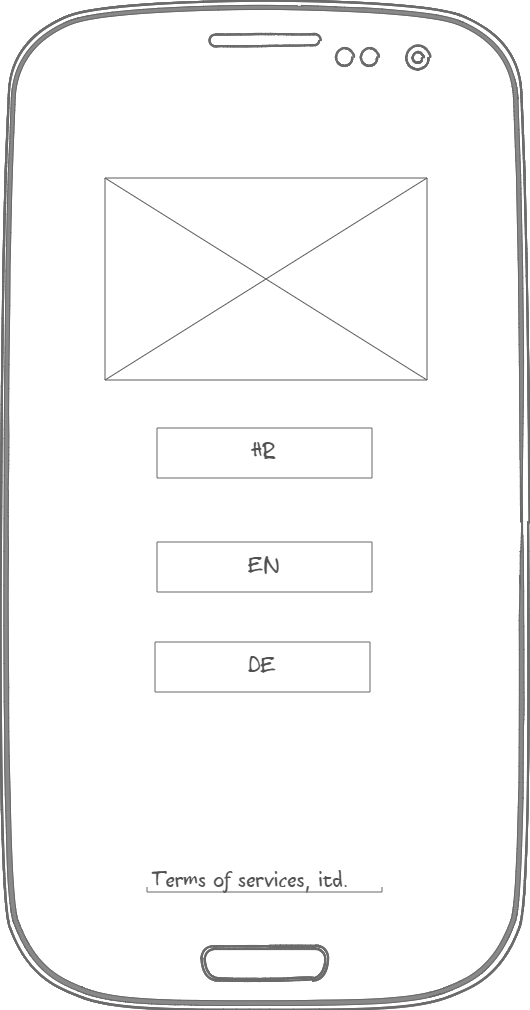 HR
EN
DE
Terms of services, itd.